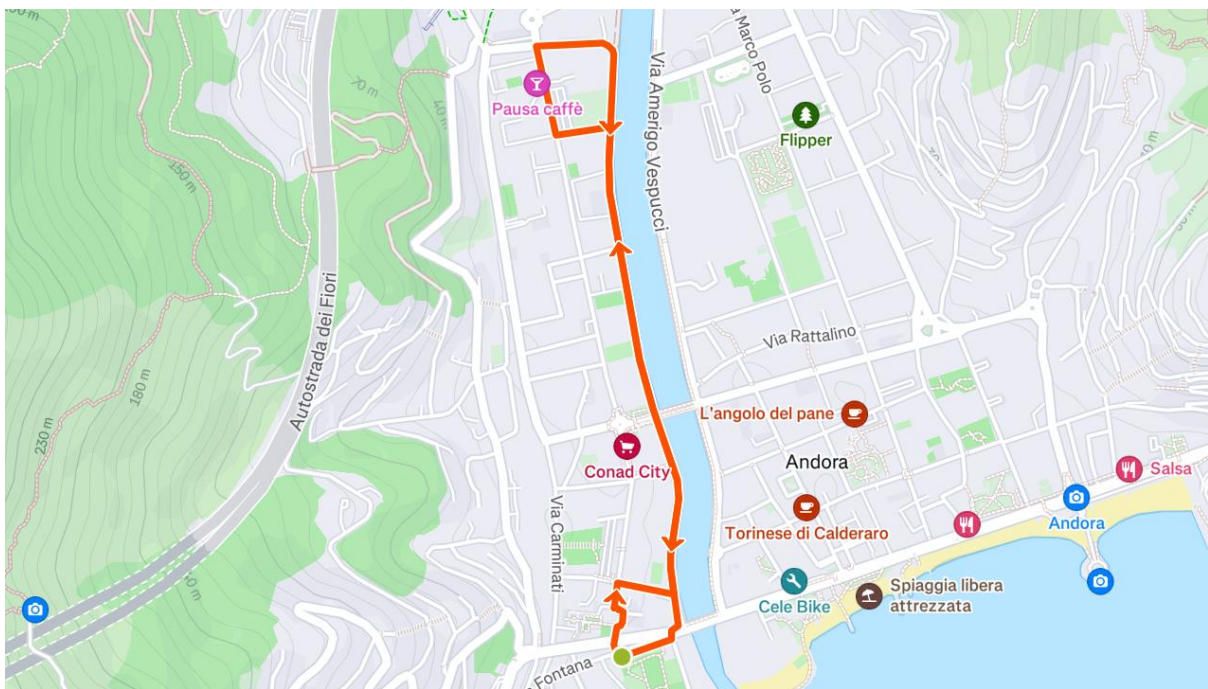 Marco Polo
70 m
40 m
Via Amerigo Vespucci
Pausa caffè
Flipper
150 m
Autostrada dei Fiori
Via Rattalino
180 m
L'angolo del pane
230 m
Conad City
Andora
Salsa
Via Carminati
Torinese di Calderaro
Andora
Cele Bike
Spiaggia libera
attrezzata
Fontana